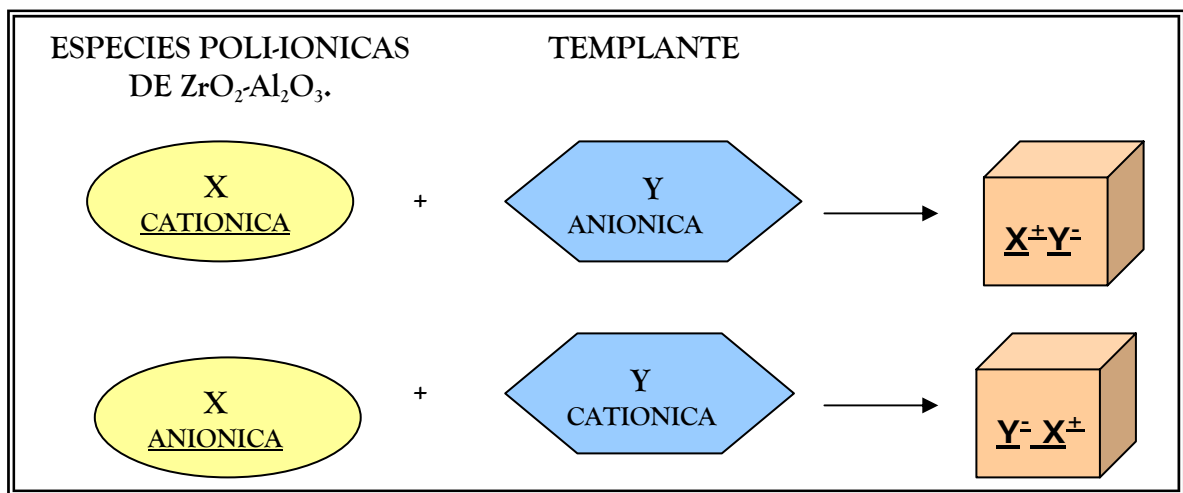 ESPECIES POLI-IONICAS
DE ZrO₂-Al₂O₃.
TEMPLANTE
X
CATIONICA
+
Y
ANIONICA
X⁺Y⁻
X
ANIONICA
+
Y
CATIONICA
Y⁻ X⁺